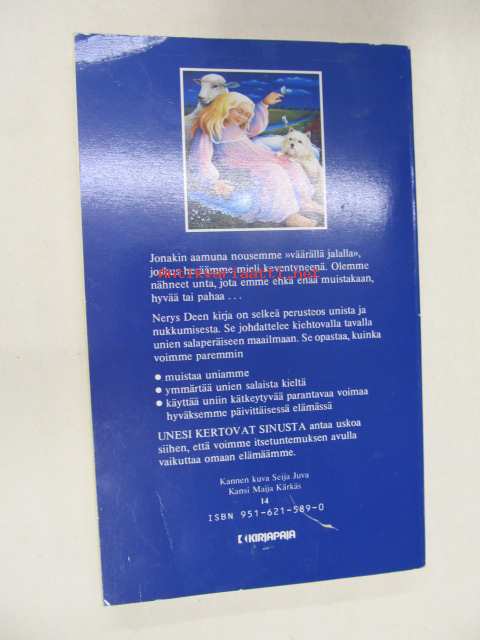 Jonakin aamuna nousemme »väärällä jalalla»,
joskus heräämme mieli keventyneenä. Olemme
nähneet unta, jota emme ehkä enää muistakaan,
hyvää tai pahaa . . .
Nerys Deen kirja on selkeä perusteos unista ja
nukkumisesta. Se johdattelee kiehtovalla tavalla
unien salaperäiseen maailmaan. Se opastaa, kuinka
voimme paremmin
● muistaa uniamme
● ymmärtää unien salaista kieltä
● käyttää uniin kätkeytyvää parantavaa voimaa
hyväksemme päivittäisessä elämässä
UNESI KERTOVAT SINUSTA antaa uskoa
siihen, että voimme itsetuntemuksen avulla
vaikuttaa omaan elämäämme.
Kannen kuva Seija Juva
Kansi Maija Kärkäs
14
ISBN 951-621-589-0
KIRJAPAJA